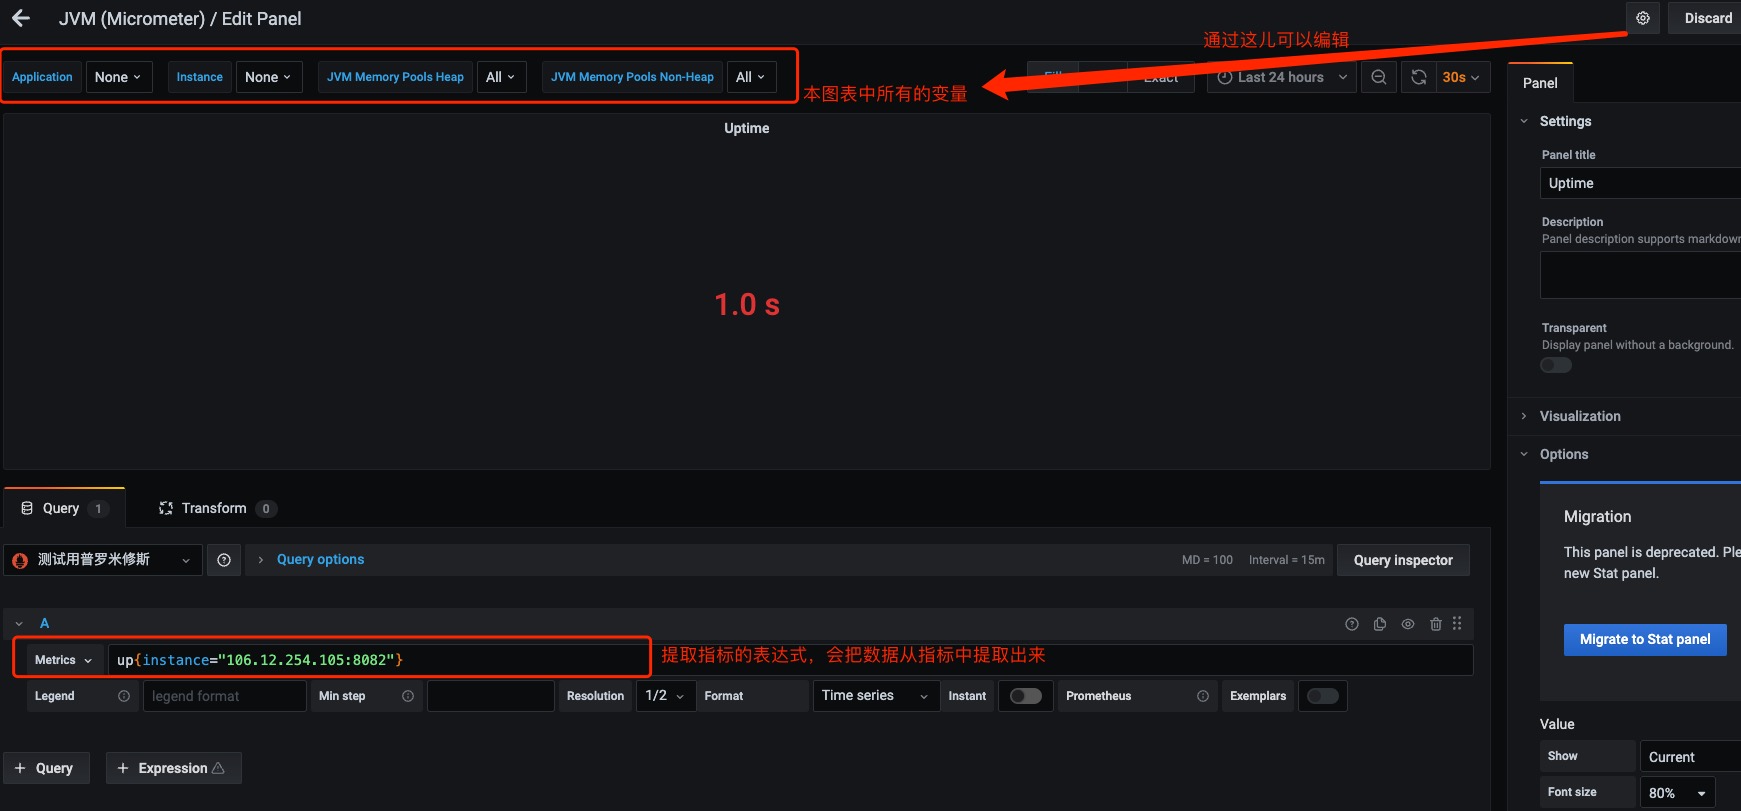 JVM (Micrometer) / Edit Panel
Discard
通过这儿可以编辑
Application
None
Instance
None
JVM Memory Pools Heap
All
JVM Memory Pools Non-Heap
All
本图表中所有的变量
Exact
Last 24 hours
30s
Panel
Uptime
1.0 s
Settings
Panel title
Uptime
Description
Panel description supports markdown
Transparent
Display panel without a background.
Visualization
Options
Migration
This panel is deprecated. Ple
new Stat panel.
Migrate to Stat panel
Value
Show
Current
Font size
80%
Query 1
Transform 0
测试用普罗米修斯
Query options
MD = 100
Interval = 15m
Query inspector
A
Metrics
up{instance="106.12.254.105:8082"}
提取指标的表达式，会把数据从指标中提取出来
Legend
legend format
Min step
Resolution
1/2
Format
Time series
Instant
Prometheus
Exemplars
+ Query
+ Expression